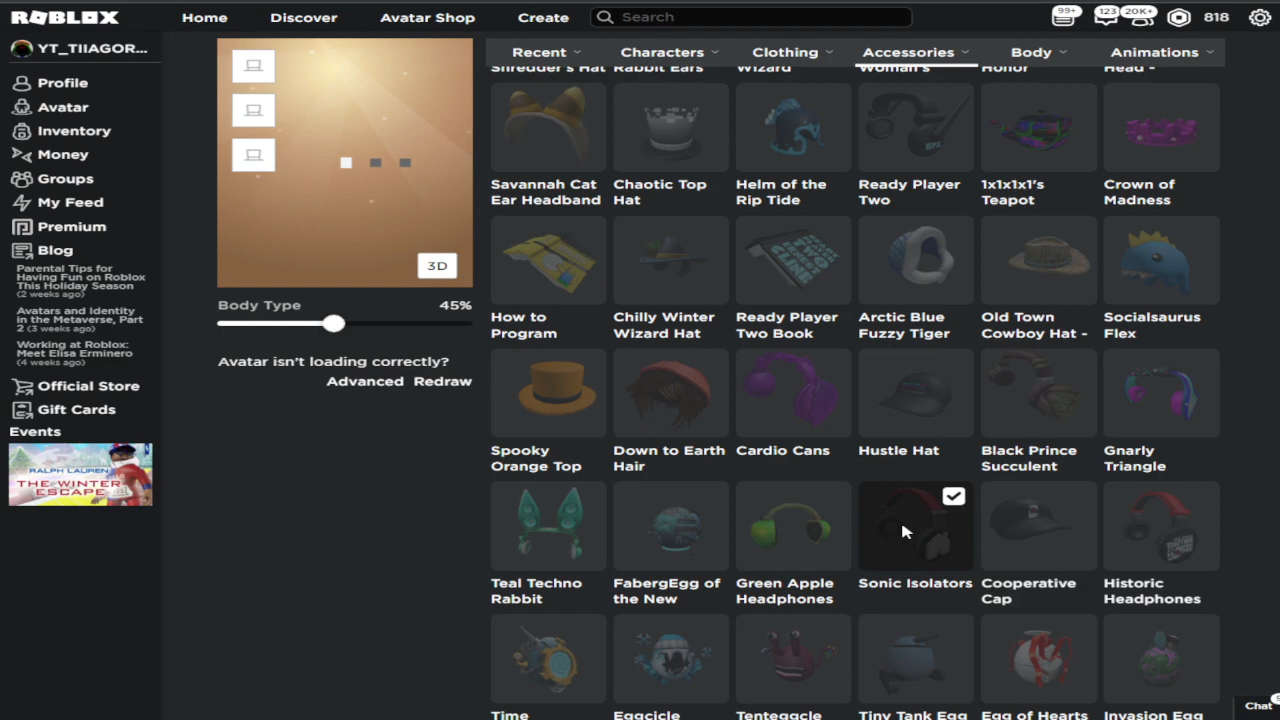 ROBLOX
Home
Discover
Avatar Shop
Create
Search
99+
123
20K+
818
YT_TIIAGOR...
Profile
Avatar
Inventory
Money
Groups
My Feed
Premium
Blog
Parental Tips for
Having Fun on Roblox
This Holiday Season
(2 weeks ago)
Avatars and Identity
in the Metaverse, Part
2 (3 weeks ago)
Working at Roblox:
Meet Elisa Erminero
(4 weeks ago)
Official Store
Gift Cards
Events
RALPH LAUREN
THE WINTER
ESCAPE
3D
Body Type
45%
Avatar isn't loading correctly?
Advanced
Redraw
Recent
Characters
Clothing
Accessories
Body
Animations
Shredder's Hat
Rabbit Ears
Wizard
Woman's
Honor
Head -
Savannah Cat
Ear Headband
Chaotic Top
Hat
Helm of the
Rip Tide
Ready Player
Two
1x1x1x1's
Teapot
Crown of
Madness
How to
Program
Chilly Winter
Wizard Hat
Ready Player
Two Book
Arctic Blue
Fuzzy Tiger
Old Town
Cowboy Hat -
Socialsaurus
Flex
Spooky
Orange Top
Down to Earth
Hair
Cardio Cans
Hustle Hat
Black Prince
Succulent
Gnarly
Triangle
Teal Techno
Rabbit
FabergEgg of
the New
Green Apple
Headphones
Sonic Isolators
Cooperative
Cap
Historic
Headphones
Time
Eggcicle
Tenteggcle
Tiny Tank Egg
Egg of Hearts
Invasion Egg
Chat